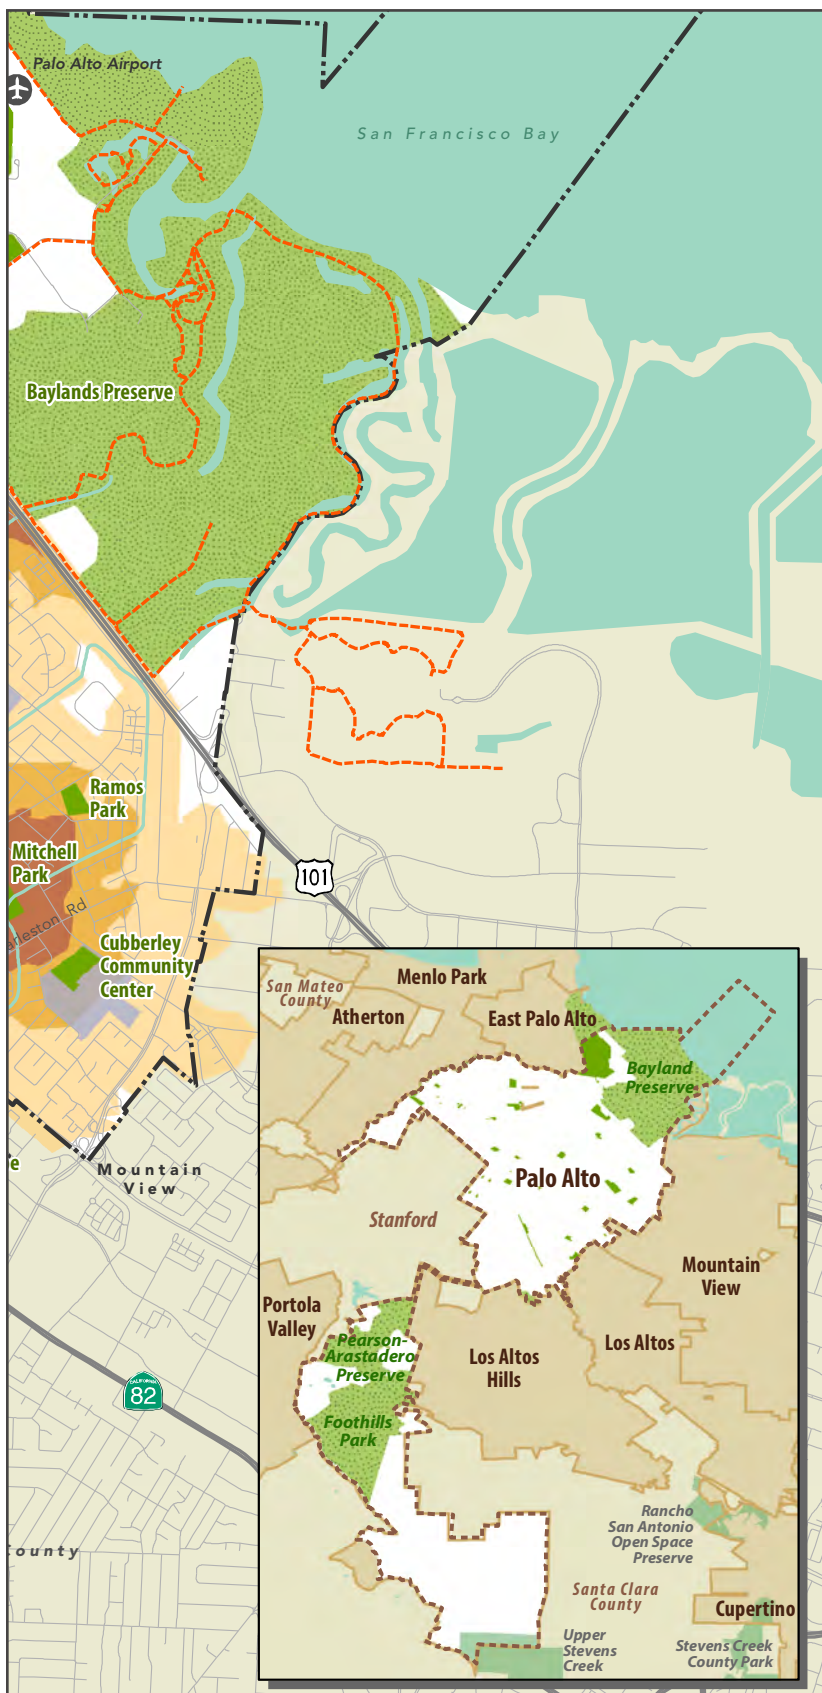 Palo Alto Airport
San Francisco Bay
Baylands Preserve
Ramos
Park
Mitchell
Park
arleston Rd
Cubberley
Community
Center
101
e
Mountain
View
82
CALIFORNIA
ounty
Menlo Park
San Mateo
County
Atherton
East Palo Alto
Bayland
Preserve
Palo Alto
Stanford
Mountain
View
Portola
Valley
Los Altos
Pearson-
Arastadero
Preserve
Los Altos
Hills
Foothills
Park
Rancho
San Antonio
Open Space
Preserve
Santa Clara
County
Cupertino
Upper
Stevens
Creek
Stevens Creek
County Park